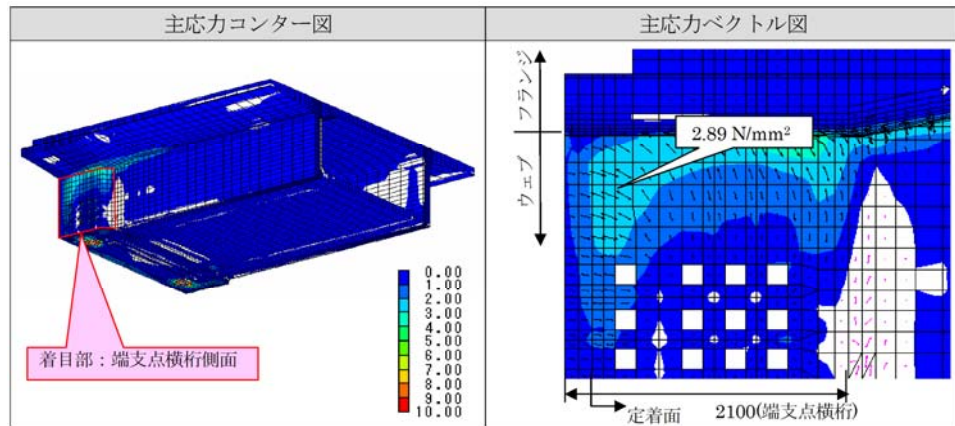 主応力コンター図
主応力ベクトル図
着目部：端支点横桁側面
0.00
1.00
2.00
3.00
4.00
5.00
6.00
7.00
8.00
9.00
10.00
フランジ
ウェブ
2.89 N/mm²
定着面
2100(端支点横桁)